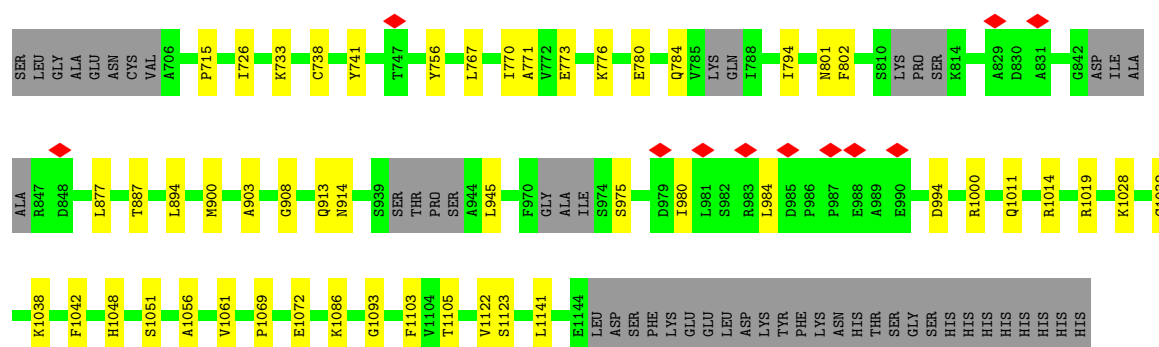 SER LEU GLY ALA GLU ASN CYS VAL A706 P715 I726 K733 C738 Y741 T747 Y756 L767 I770 A771 V772 E773 K776 E780 Q784 V785 LYS GLN I788 I794 N801 F802 S810 LYS PRO SER K814 A829 D830 A831 G842 ASP ILE ALA
ALA R847 D848 L877 T887 L894 M900 A903 G908 Q913 N914 S939 SER THR PRO SER A944 L945 F970 GLY ALA ILE S974 S975 D979 I980 L981 S982 R983 L984 D985 P986 P987 E988 A989 E990 D994 R1000 Q1011 R1014 R1019 K1028
K1038 F1042 H1048 S1051 A1056 V1061 P1069 E1072 K1086 G1093 F1103 V1104 T1105 V1122 S1123 L1141 E1144 LEU ASP SER PHE LYS GLU GLU LEU ASP LYS TYR PHE LYS ASN HIS THR SER GLY SER HIS HIS HIS HIS HIS HIS